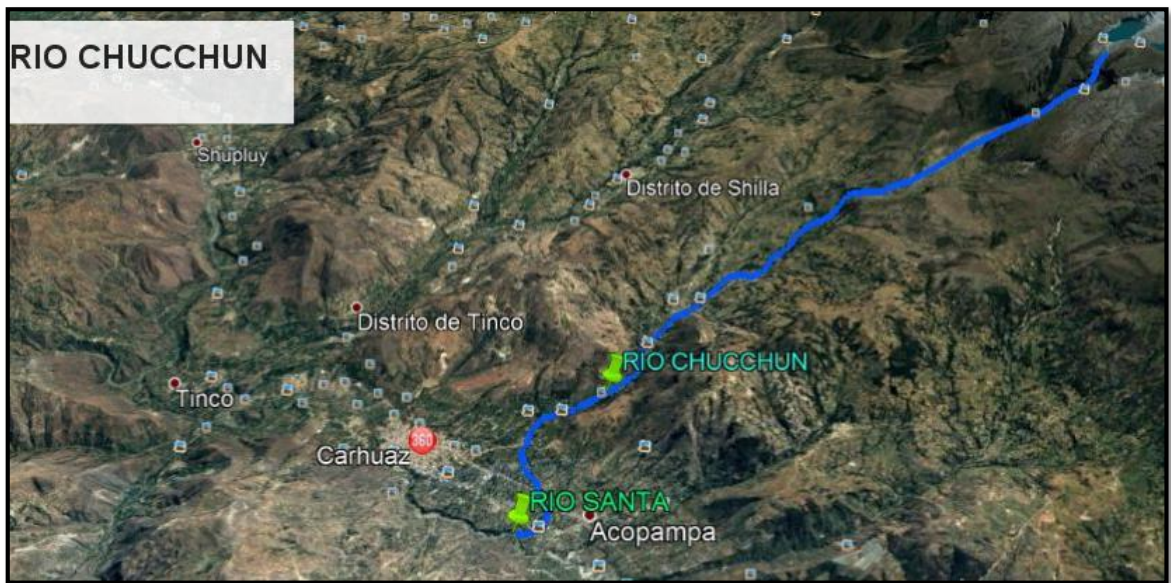 RIO CHUCCHUN
Shupluy
Distrito de Shilla
Distrito de Tinco
RIO CHUCCHUN
Tinco
360
Carhuaz
RIO SANTA
Acopampa